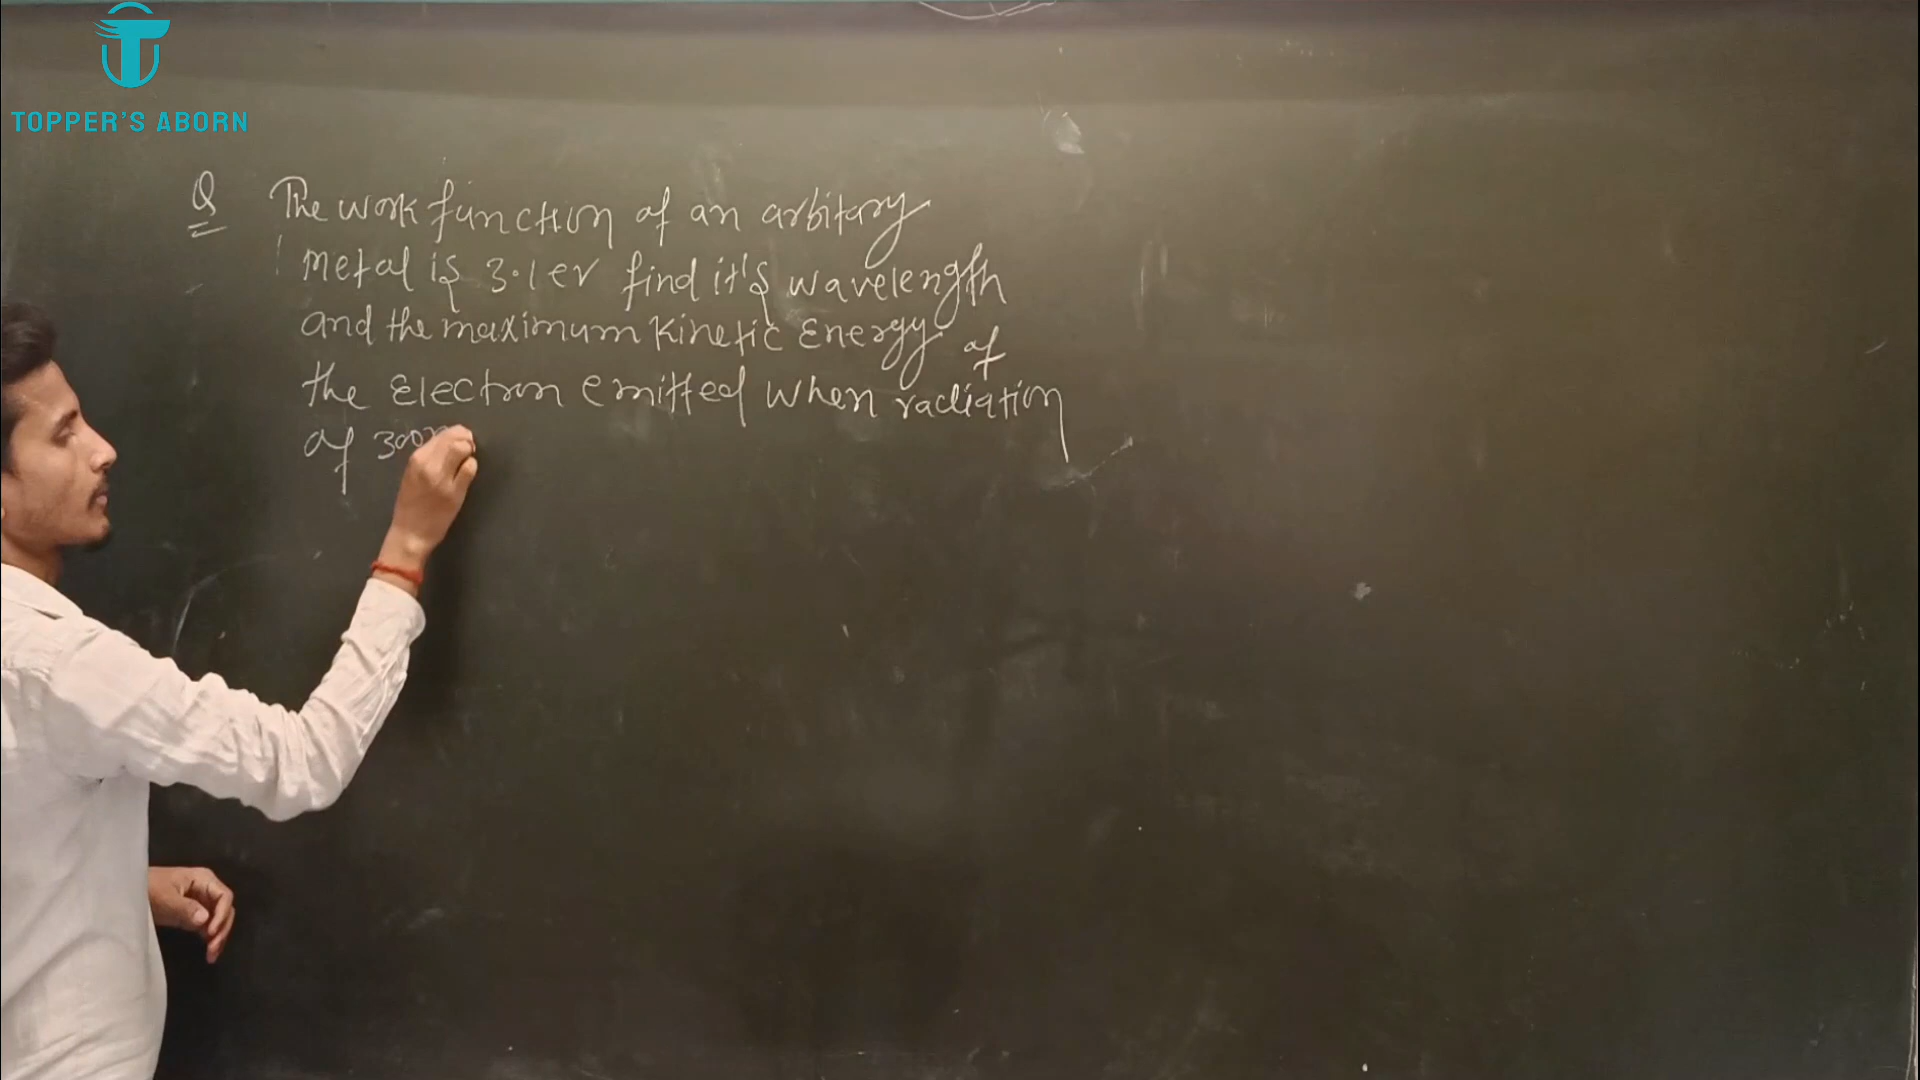 TOPPER'S ABORN
Q The work function of an arbitary
metal is 3.1 ev find it's wavelength
and the maximum kinetic Energy of
the Electron emitted when radiation
of 300